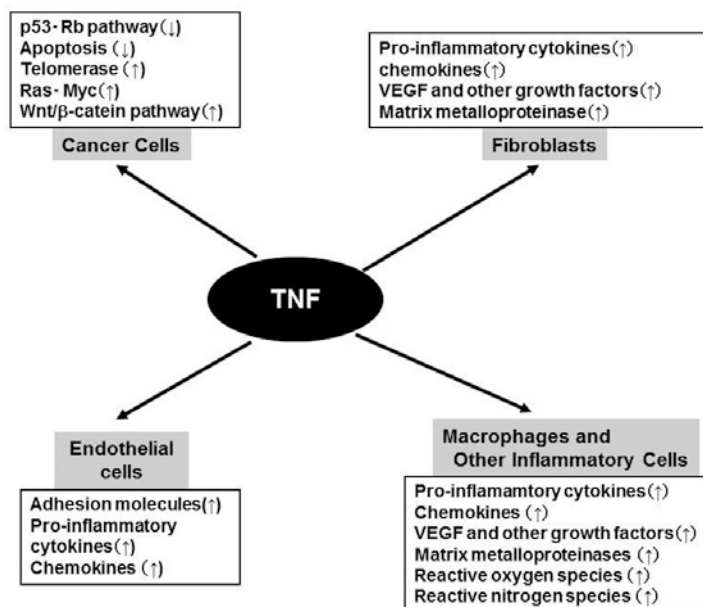 p53・Rb pathway(↓)
Apoptosis (↓)
Telomerase (↑)
Ras・Myc(↑)
Wnt/β-catein pathway(↑)
Cancer Cells
Pro-inflammatory cytokines(↑)
chemokines(↑)
VEGF and other growth factors(↑)
Matrix metalloproteinase(↑)
Fibroblasts
TNF
Endothelial
cells
Adhesion molecules(↑)
Pro-inflammatory
cytokines(↑)
Chemokines (↑)
Macrophages and
Other Inflammatory Cells
Pro-inflamamtory cytokines(↑)
Chemokines (↑)
VEGF and other growth factors(↑)
Matrix metalloproteinases (↑)
Reactive oxygen species (↑)
Reactive nitrogen species (↑)